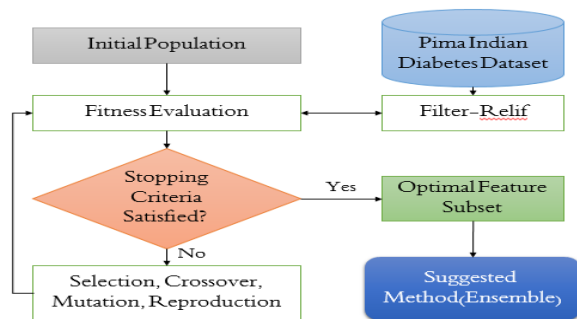 Initial Population
Pima Indian
Diabetes Dataset
Fitness Evaluation
Filter-Relif
Stopping
Criteria
Satisfied?
Yes
Optimal Feature
Subset
No
Selection, Crossover,
Mutation, Reproduction
Suggested
Method(Ensemble)